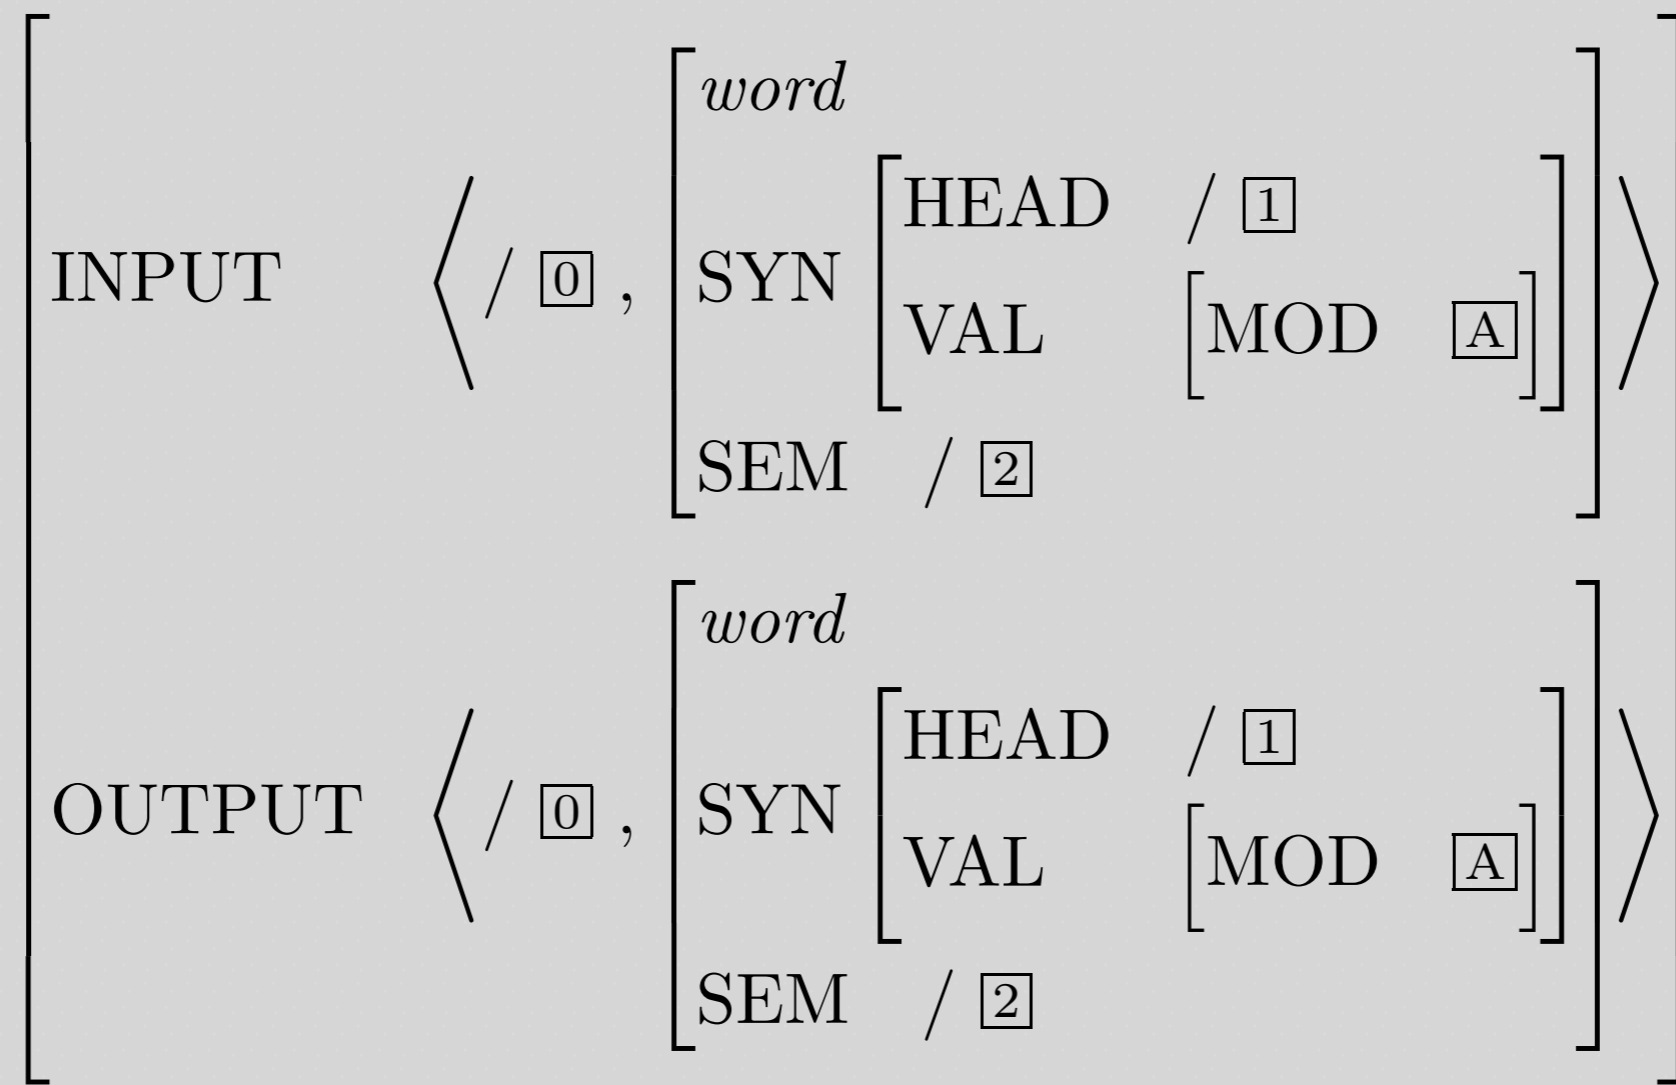 word
HEAD / 1
INPUT ⟨ / 0 , SYN
VAL [MOD A] ⟩
SEM / 2
word
HEAD / 1
OUTPUT ⟨ / 0 , SYN
VAL [MOD A] ⟩
SEM / 2